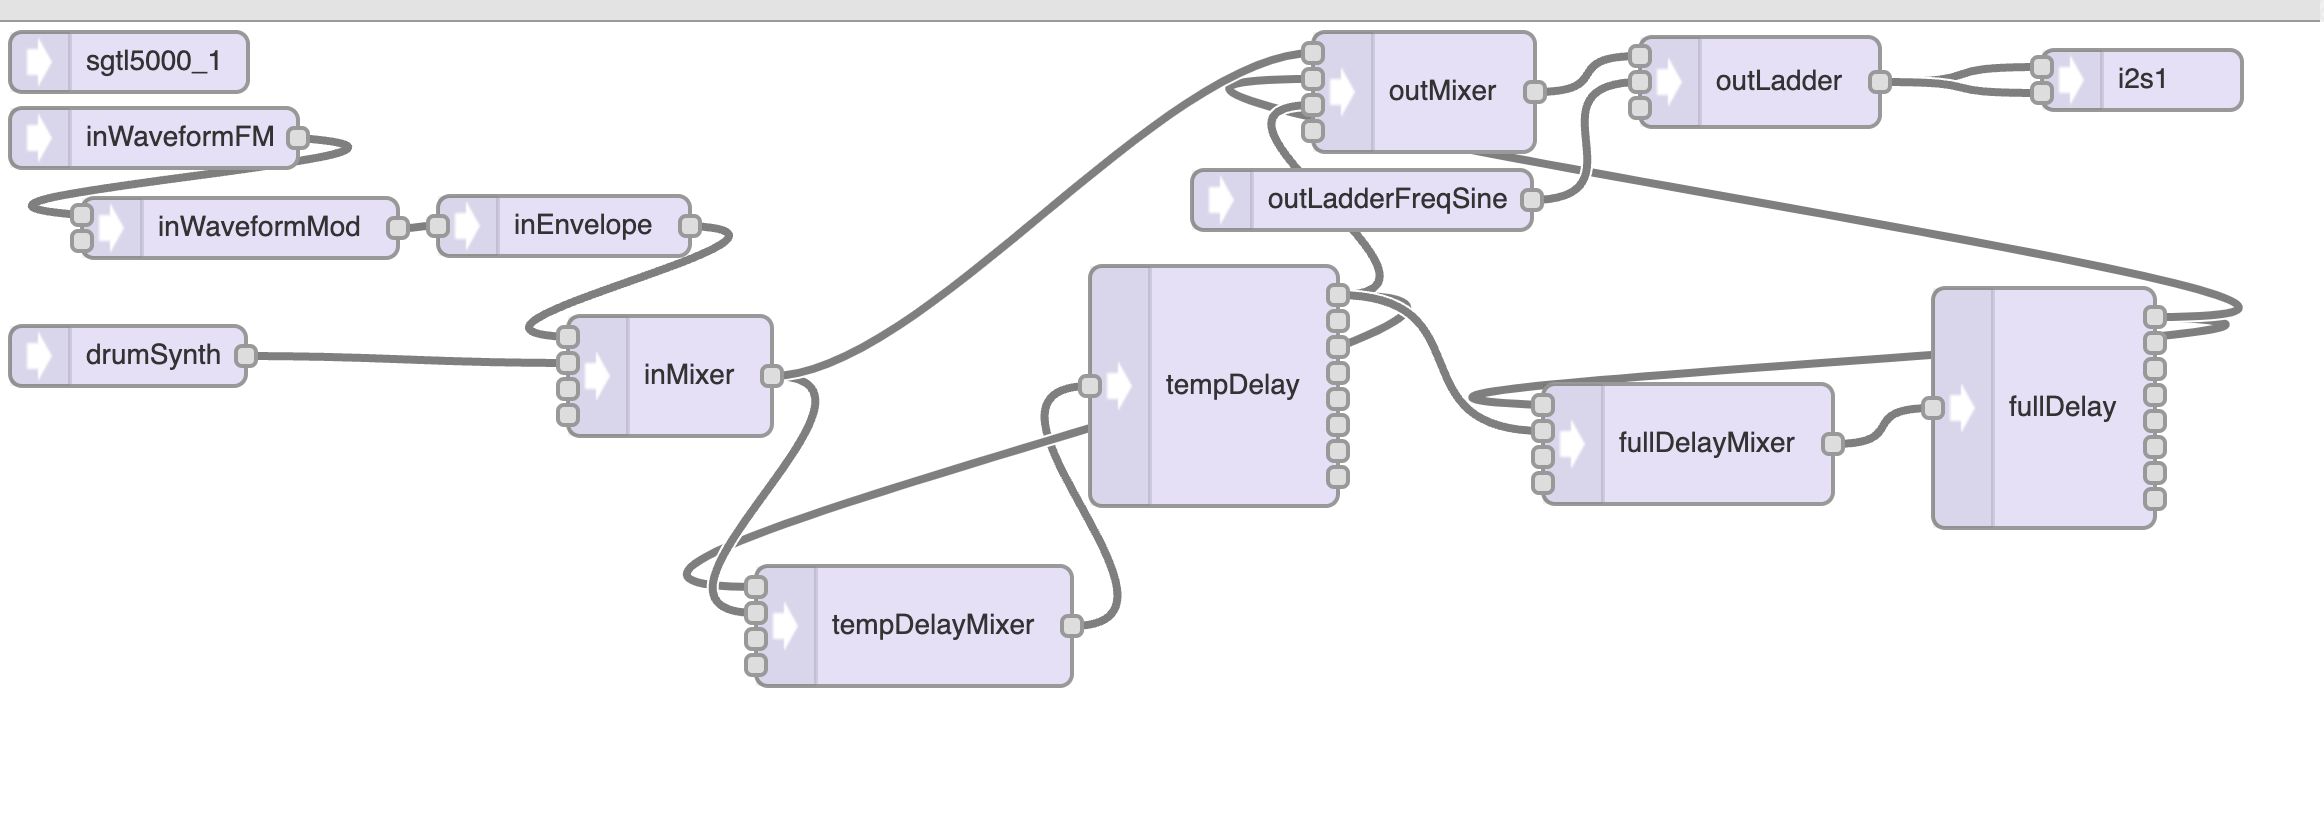 sgtl5000_1
inWaveformFM
inWaveformMod
inEnvelope
drumSynth
inMixer
outMixer
outLadder
i2s1
outLadderFreqSine
tempDelay
fullDelayMixer
fullDelay
tempDelayMixer